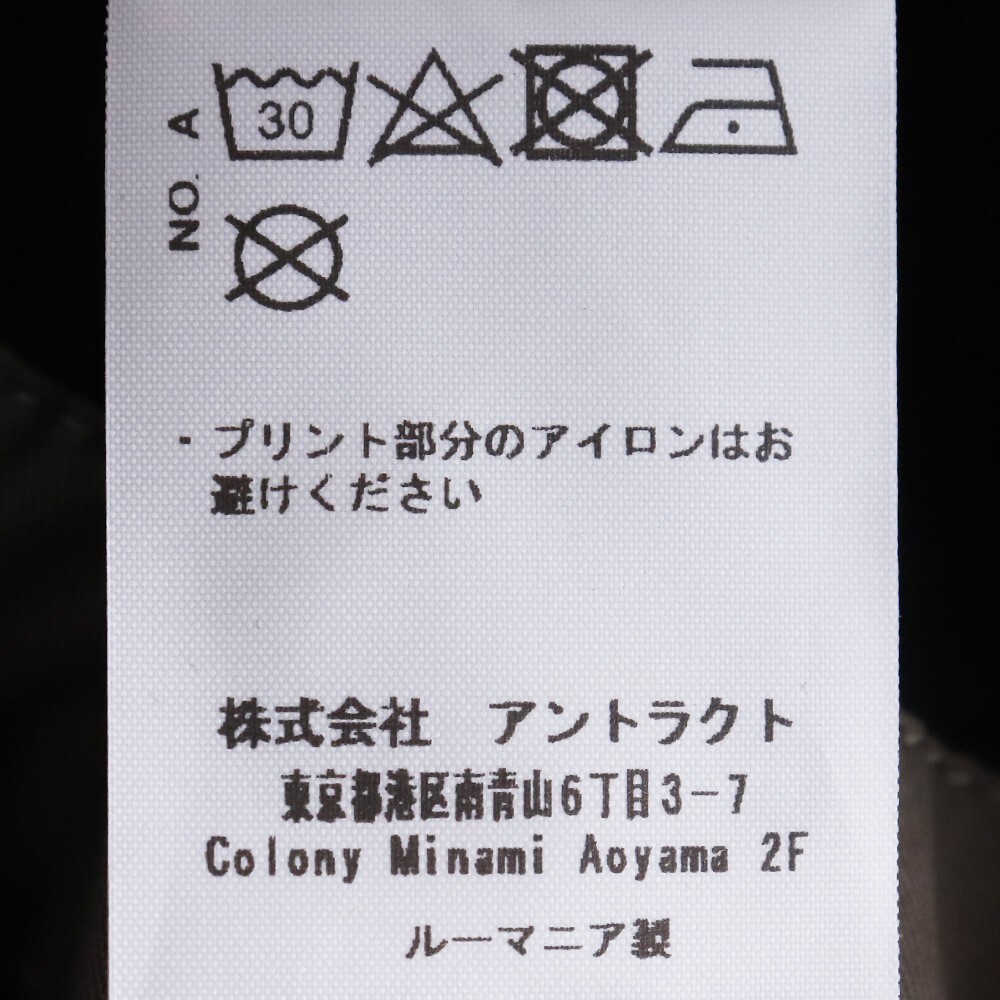 NO. A
30
・プリント部分のアイロンはお
避けください
株式会社 アントラクト
東京都港区南青山6丁目3-7
Colony Minami Aoyama 2F
ルーマニア製